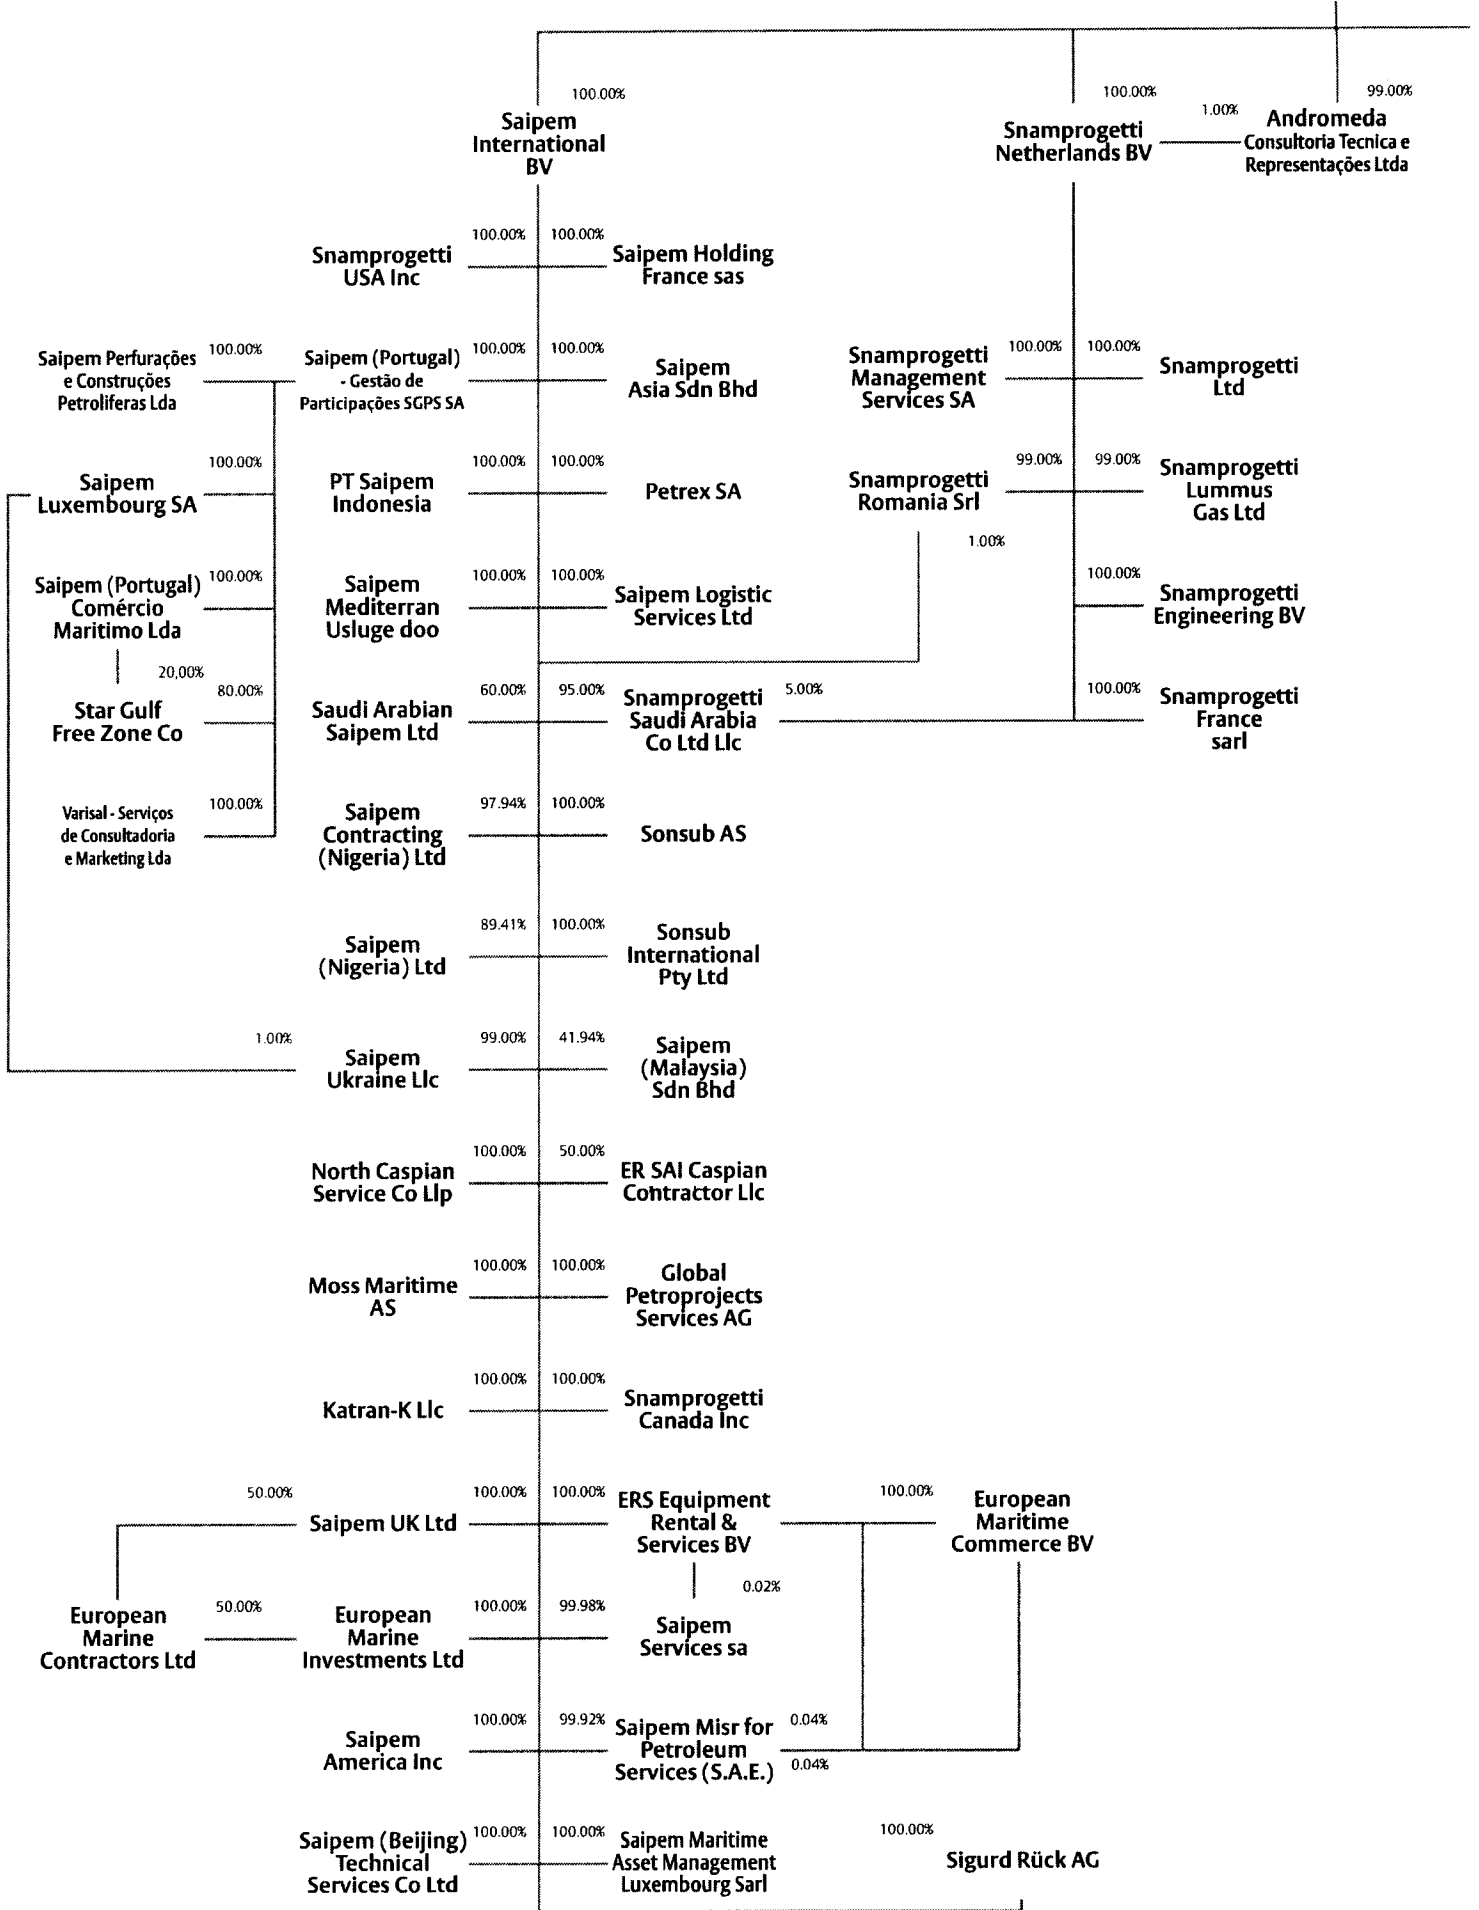 100.00%
Saipem
International
BV
100.00%
Snamprogetti
Netherlands BV
1.00%
99.00%
Andromeda
Consultoria Tecnica e
Representações Ltda
Snamprogetti
USA Inc
100.00%
100.00%
Saipem Holding
France sas
Saipem Perfurações
e Construções
Petroliferas Lda
100.00%
Saipem (Portugal)
- Gestão de
Participações SGPS SA
100.00%
100.00%
Saipem
Asia Sdn Bhd
Snamprogetti
Management
Services SA
100.00%
100.00%
Snamprogetti
Ltd
Saipem
Luxembourg SA
100.00%
PT Saipem
Indonesia
100.00%
100.00%
Petrex SA
Snamprogetti
Romania Srl
99.00%
99.00%
Snamprogetti
Lummus
Gas Ltd
1.00%
Saipem (Portugal)
Comércio
Maritimo Lda
100.00%
Saipem
Mediterran
Usluge doo
100.00%
100.00%
Saipem Logistic
Services Ltd
100.00%
Snamprogetti
Engineering BV
20,00%
Star Gulf
Free Zone Co
80.00%
Saudi Arabian
Saipem Ltd
60.00%
95.00%
Snamprogetti
Saudi Arabia
Co Ltd Llc
5.00%
100.00%
Snamprogetti
France
sarl
Varisal - Serviços
de Consultadoria
e Marketing Lda
100.00%
Saipem
Contracting
(Nigeria) Ltd
97.94%
100.00%
Sonsub AS
Saipem
(Nigeria) Ltd
89.41%
100.00%
Sonsub
International
Pty Ltd
1.00%
Saipem
Ukraine Llc
99.00%
41.94%
Saipem
(Malaysia)
Sdn Bhd
North Caspian
Service Co Llp
100.00%
50.00%
ER SAI Caspian
Contractor Llc
Moss Maritime
AS
100.00%
100.00%
Global
Petroprojects
Services AG
Katran-K Llc
100.00%
100.00%
Snamprogetti
Canada Inc
50.00%
Saipem UK Ltd
100.00%
100.00%
ERS Equipment
Rental &
Services BV
100.00%
European
Maritime
Commerce BV
0.02%
European
Marine
Contractors Ltd
50.00%
European
Marine
Investments Ltd
100.00%
99.98%
Saipem
Services sa
Saipem
America Inc
100.00%
99.92%
Saipem Misr for
Petroleum
Services (S.A.E.)
0.04%
0.04%
Saipem (Beijing)
Technical
Services Co Ltd
100.00%
100.00%
Saipem Maritime
Asset Management
Luxembourg Sarl
100.00%
Sigurd Rück AG